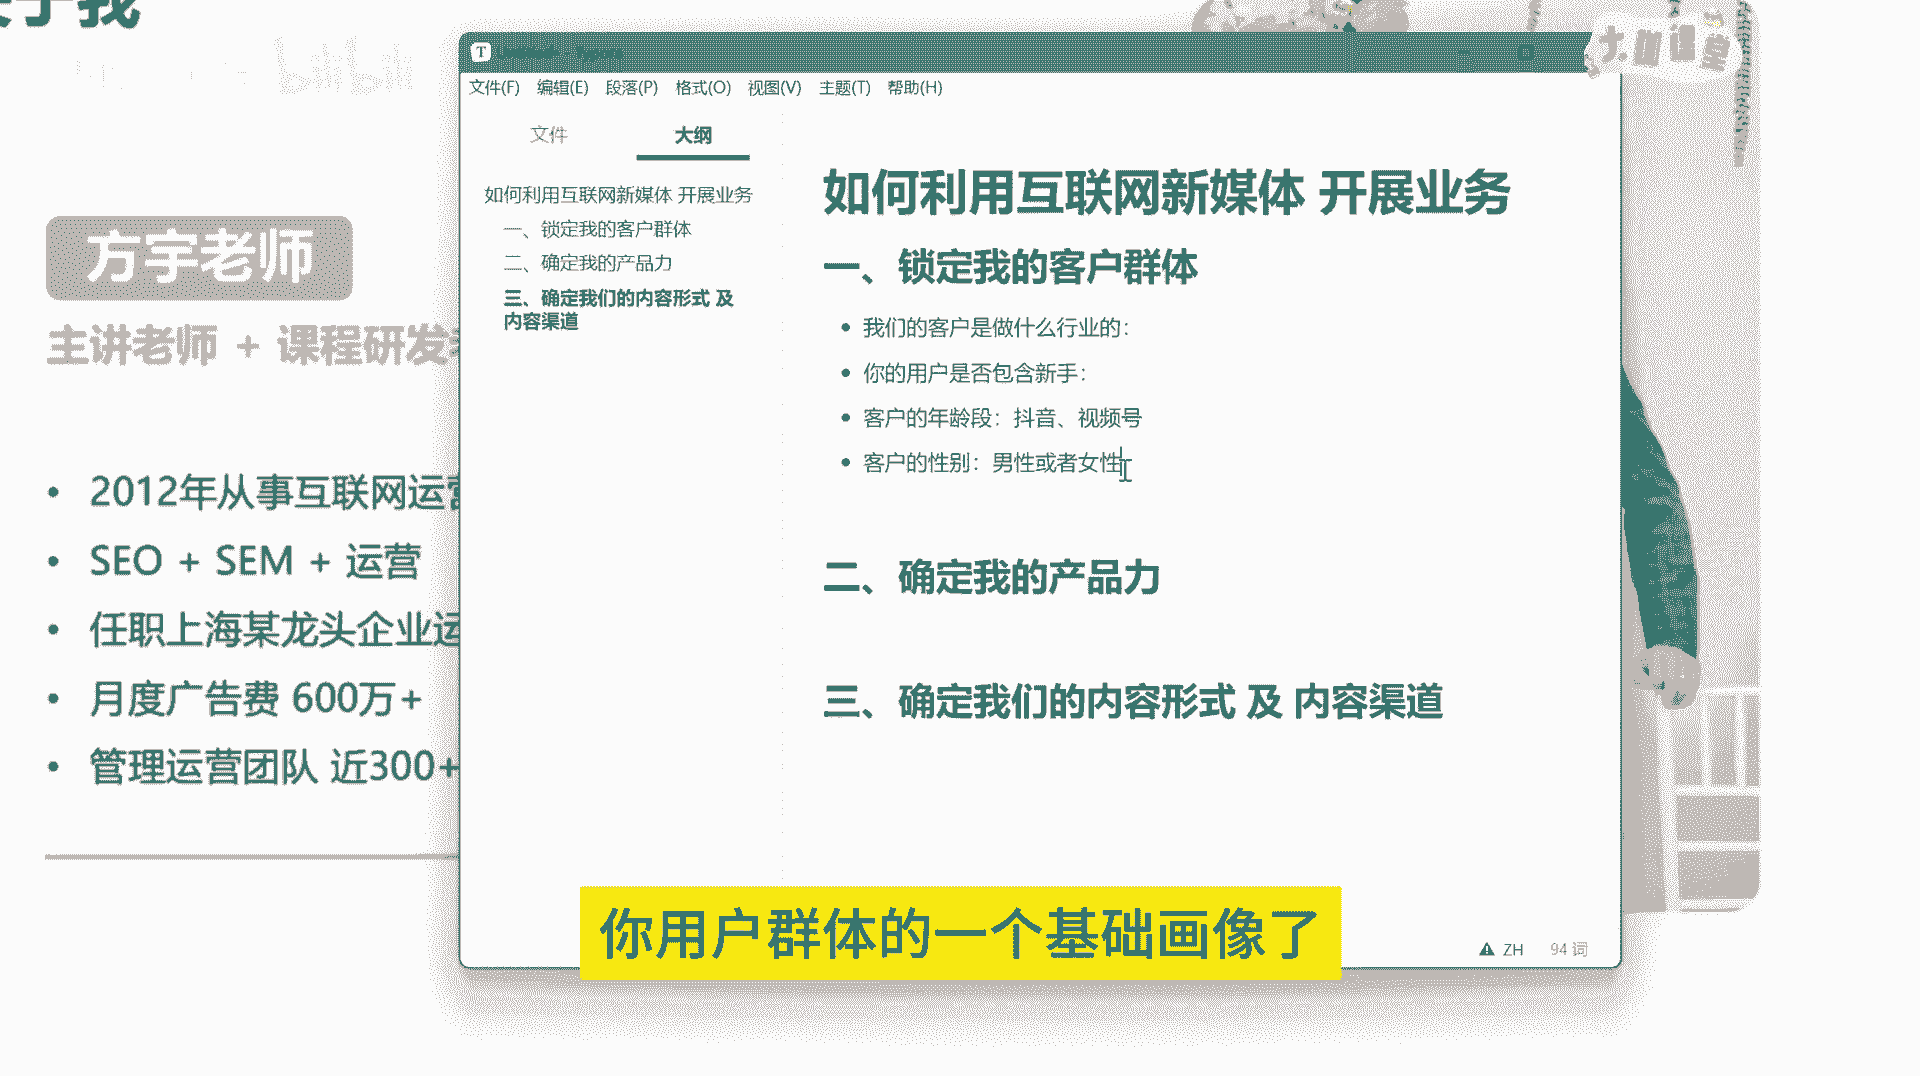 bilibili
大训课堂
方宇老师
主讲老师 + 课程研发
• 2012年从事互联网运营
• SEO + SEM + 运营
• 任职上海某龙头企业运
• 月度广告费 600万+
• 管理运营团队 近300+
T
文件(F) 编辑(E) 段落(P) 格式(O) 视图(V) 主题(T) 帮助(H)
文件 大纲
如何利用互联网新媒体 开展业务
一、锁定我的客户群体
二、确定我的产品力
三、确定我们的内容形式 及
内容渠道
如何利用互联网新媒体 开展业务
一、锁定我的客户群体
• 我们的客户是做什么行业的：
• 你的用户是否包含新手：
• 客户的年龄段：抖音、视频号
• 客户的性别：男性或者女性
二、确定我的产品力
三、确定我们的内容形式 及 内容渠道
ZH 94 词
你用户群体的一个基础画像了